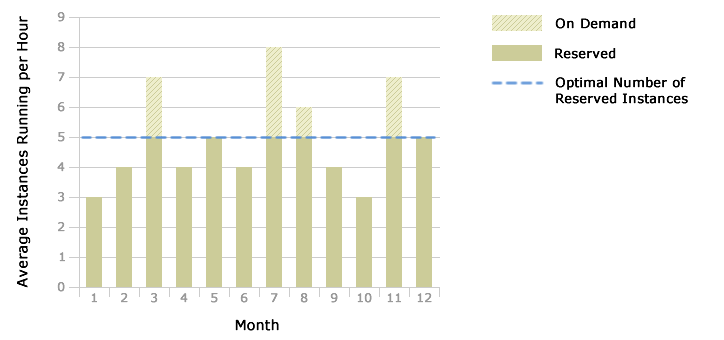 Average Instances Running per Hour
9
8
7
6
5
4
3
2
1
0
1 2 3 4 5 6 7 8 9 10 11 12
Month
On Demand
Reserved
Optimal Number of
Reserved Instances